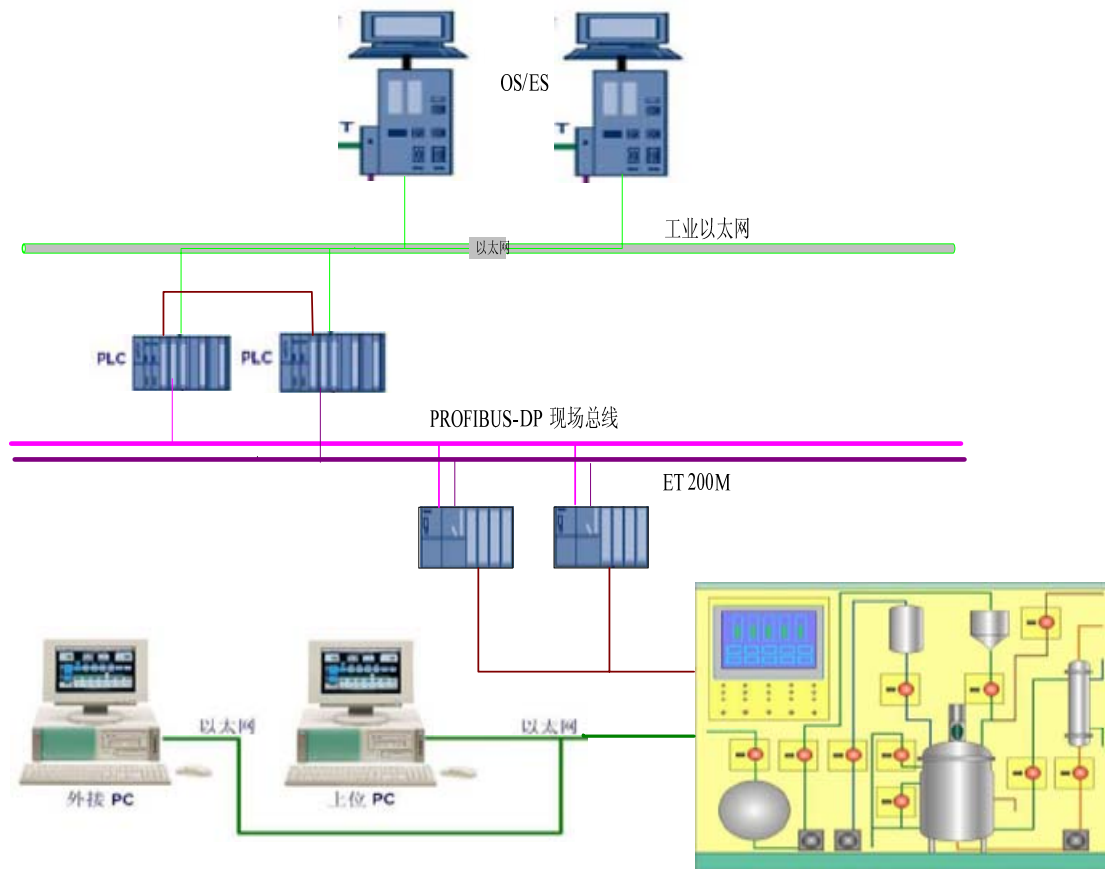 OS/ES
工业以太网
以太网
PLC
PLC
PROFIBUS-DP 现场总线
ET 200M
以太网
以太网
外接 PC
上位 PC